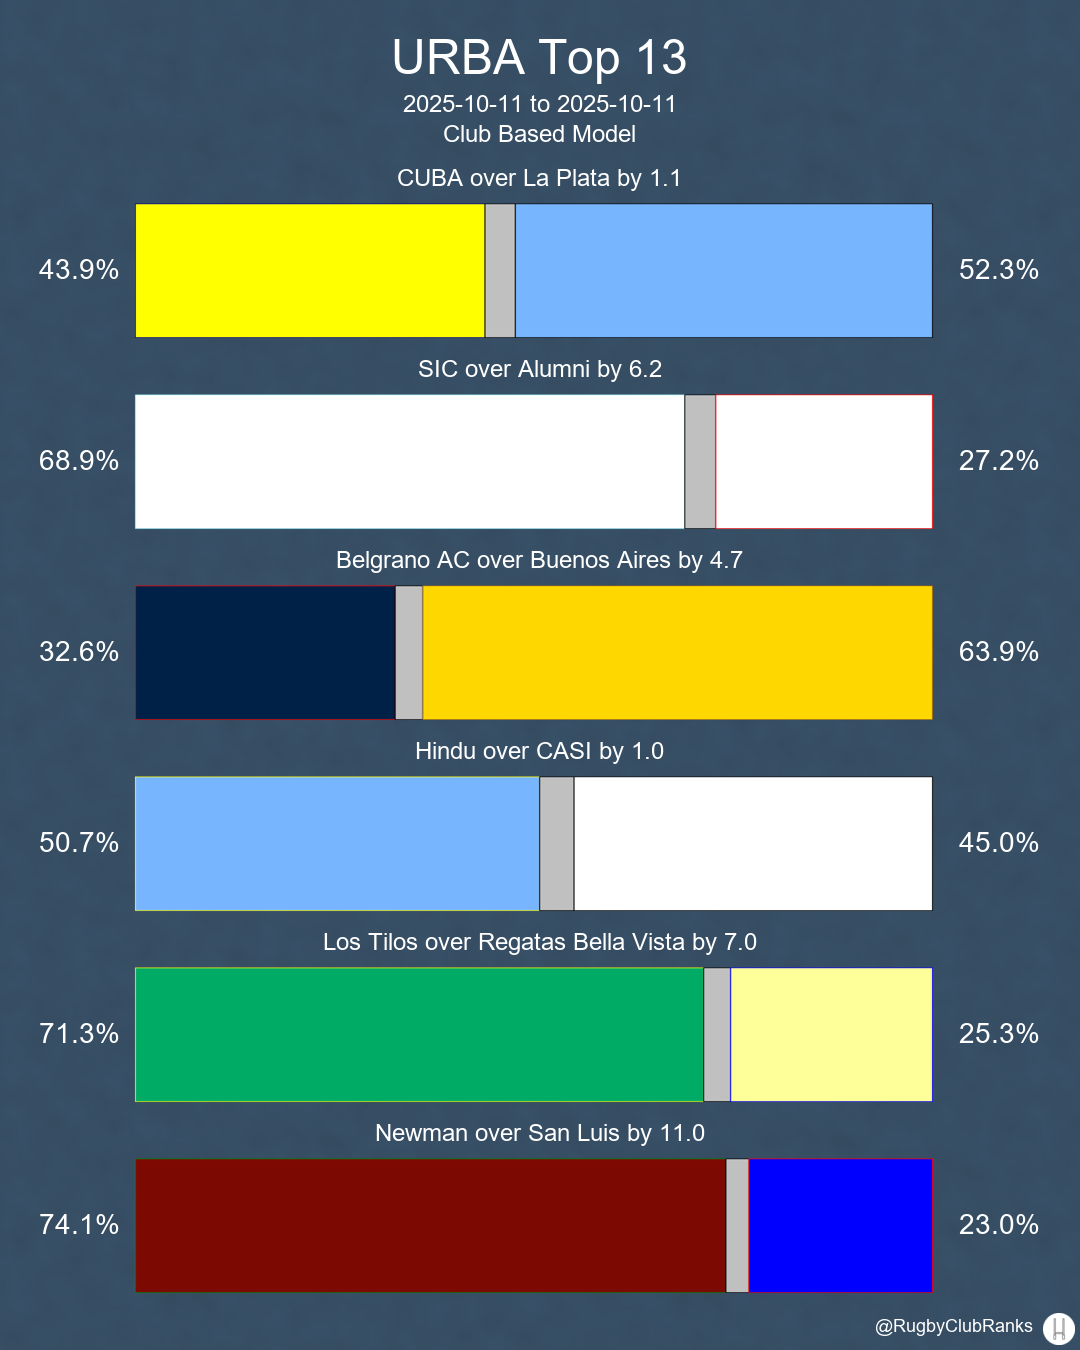 URBA Top 13
2025-10-11 to 2025-10-11
Club Based Model
CUBA over La Plata by 1.1
43.9%
52.3%
SIC over Alumni by 6.2
68.9%
27.2%
Belgrano AC over Buenos Aires by 4.7
32.6%
63.9%
Hindu over CASI by 1.0
50.7%
45.0%
Los Tilos over Regatas Bella Vista by 7.0
71.3%
25.3%
Newman over San Luis by 11.0
74.1%
23.0%
@RugbyClubRanks